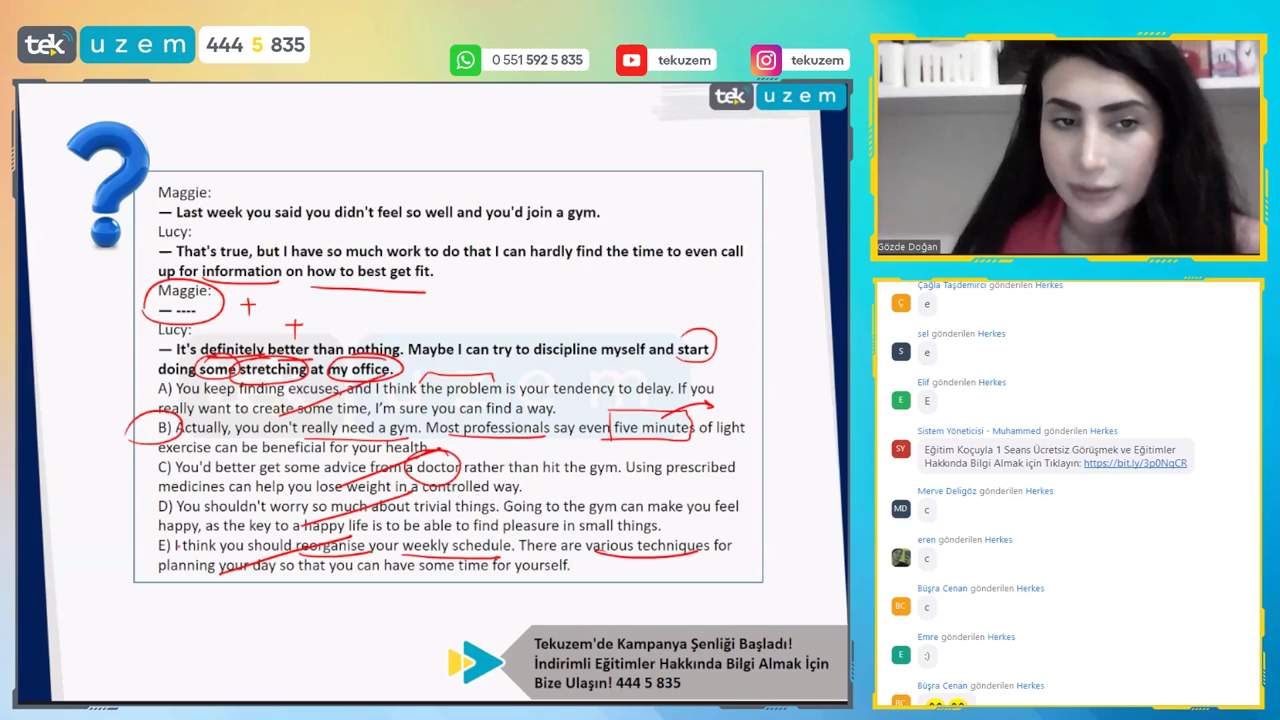 tek
uzem
444 5 835
0 551 592 5 835
tekuzem
tekuzem
tek uzem
Maggie:
— Last week you said you didn't feel so well and you'd join a gym.
Lucy:
— That's true, but I have so much work to do that I can hardly find the time to even call
up for information on how to best get fit.
Maggie:
— ----
Lucy:
— It's definitely better than nothing. Maybe I can try to discipline myself and start
doing some stretching at my office.
A) You keep finding excuses, and I think the problem is your tendency to delay. If you
really want to create some time, I'm sure you can find a way.
B) Actually, you don't really need a gym. Most professionals say even five minutes of light
exercise can be beneficial for your health.
C) You'd better get some advice from a doctor rather than hit the gym. Using prescribed
medicines can help you lose weight in a controlled way.
D) You shouldn't worry so much about trivial things. Going to the gym can make you feel
happy, as the key to a happy life is to be able to find pleasure in small things.
E) I think you should reorganise your weekly schedule. There are various techniques for
planning your day so that you can have some time for yourself.
Tekuzem'de Kampanya Şenliği Başladı!
İndirimli Eğitimler Hakkında Bilgi Almak İçin
Bize Ulaşın! 444 5 835
Gözde Doğan
Çağla Taşdemirci gönderilen Herkes
Ç
e
sel gönderilen Herkes
S
e
Elif gönderilen Herkes
E
E
Sistem Yöneticisi - Muhammed gönderilen Herkes
SY
Eğitim Koçuyla 1 Seans Ücretsiz Görüşmek ve Eğitimler
Hakkında Bilgi Almak için Tıklayın: https://bit.ly/3p0NqCR
Merve Deligöz gönderilen Herkes
MD
c
eren gönderilen Herkes
c
Büşra Cenan gönderilen Herkes
BC
c
Emre gönderilen Herkes
E
:)
Büşra Cenan gönderilen Herkes
BC